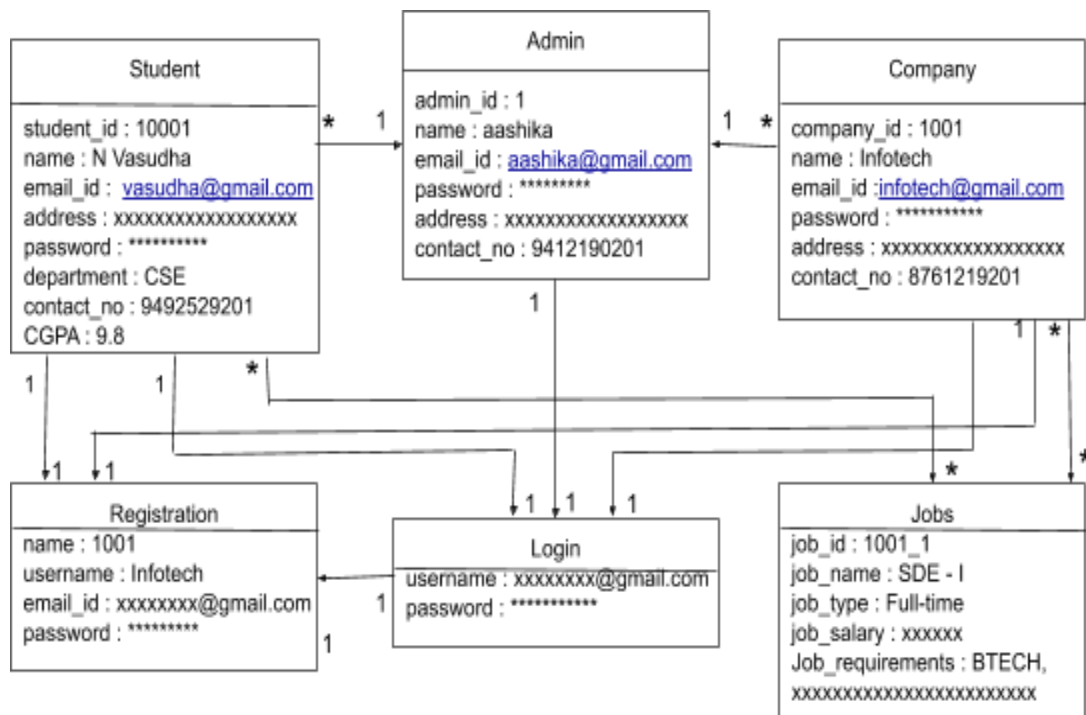 Student
student_id : 10001
name : N Vasudha
email_id : vasudha@gmail.com
address : xxxxxxxxxxxxxxxxxx
password : **********
department : CSE
contact_no : 9492529201
CGPA : 9.8
Admin
admin_id : 1
name : aashika
email_id : aashika@gmail.com
password : *********
address : xxxxxxxxxxxxxxxxxx
contact_no : 9412190201
Company
company_id : 1001
name : Infotech
email_id :infotech@gmail.com
password : ***********
address : xxxxxxxxxxxxxxxxxx
contact_no : 8761219201
* 1
1 *
1 1 * 1 1 *
1 1 1 1 1 * *
Registration
name : 1001
username : Infotech
email_id : xxxxxxxx@gmail.com
password : *********
1
1
Login
username : xxxxxxxx@gmail.com
password : ***********
Jobs
job_id : 1001_1
job_name : SDE - I
job_type : Full-time
job_salary : xxxxxx
Job_requirements : BTECH,
xxxxxxxxxxxxxxxxxxxxxxxx